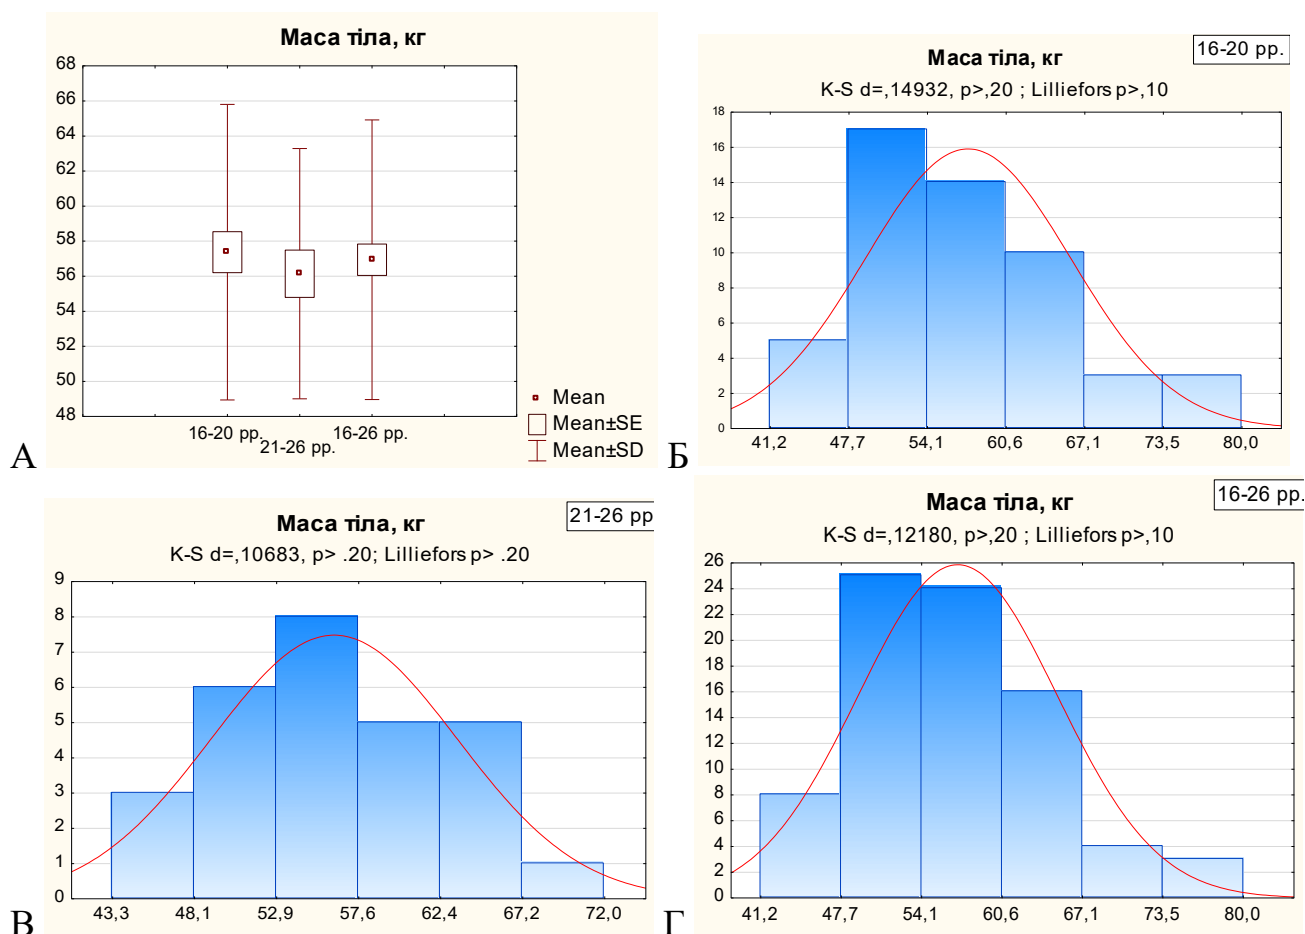 Маса тіла, кг
68
66
64
62
60
58
56
54
52
50
48
16-20 рр.
21-26 рр.
16-26 рр.
Mean
Mean±SE
Mean±SD
А
16-20 рр.
Маса тіла, кг
K-S d=,14932, p>,20 ; Lilliefors p>,10
18
16
14
12
10
8
6
4
2
0
41,2 47,7 54,1 60,6 67,1 73,5 80,0
Б
21-26 рр
Маса тіла, кг
K-S d=,10683, p> .20; Lilliefors p> .20
9
8
7
6
5
4
3
2
1
0
43,3 48,1 52,9 57,6 62,4 67,2 72,0
В
16-26 рр.
Маса тіла, кг
K-S d=,12180, p>,20 ; Lilliefors p>,10
26
24
22
20
18
16
14
12
10
8
6
4
2
0
41,2 47,7 54,1 60,6 67,1 73,5 80,0
Г